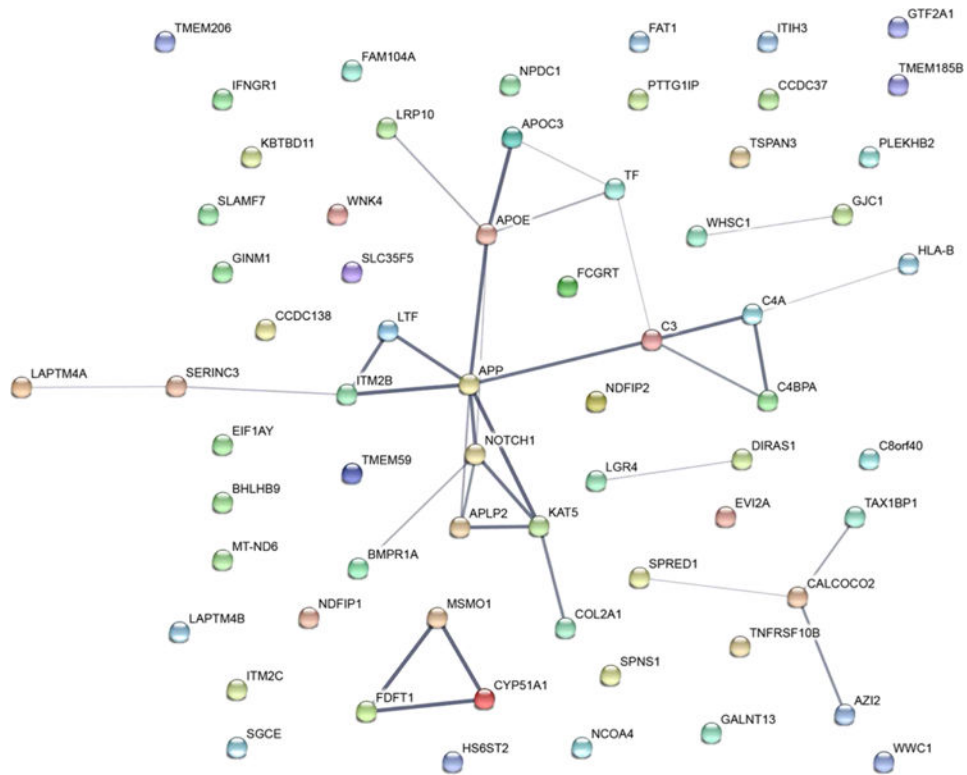 TMEM206
FAT1
ITIH3
GTF2A1
FAM104A
NPDC1
TMEM185B
IFNGR1
PTTG1IP
CCDC37
LRP10
APOC3
KBTBD11
TSPAN3
PLEKHB2
TF
SLAMF7
WNK4
APOE
WHSC1
GJC1
GINM1
SLC35F5
FCGRT
HLA-B
CCDC138
LTF
C3
C4A
LAPTM4A
SERINC3
ITM2B
APP
NDFIP2
C4BPA
EIF1AY
TMEM59
NOTCH1
LGR4
DIRAS1
C8orf40
BHLHB9
APLP2
KAT5
EVI2A
TAX1BP1
MT-ND6
BMPR1A
SPRED1
CALCOCO2
LAPTM4B
NDFIP1
MSMO1
COL2A1
TNFRSF10B
ITM2C
FDFT1
CYP51A1
SPNS1
AZI2
SGCE
HS6ST2
NCOA4
GALNT13
WWC1